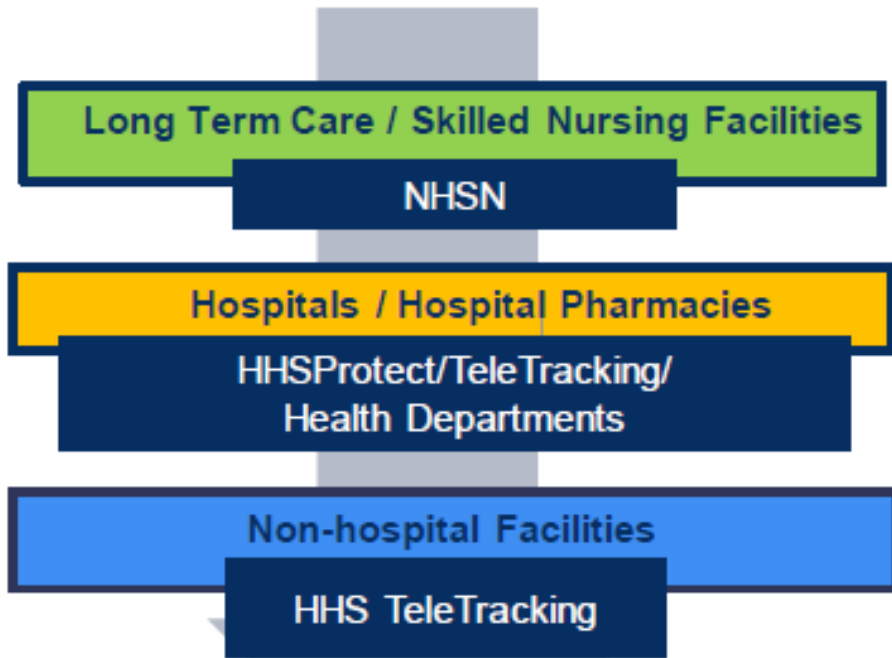 Long Term Care / Skilled Nursing Facilities
NHSN
Hospitals / Hospital Pharmacies
HHSProtect/TeleTracking/
Health Departments
Non-hospital Facilities
HHS TeleTracking